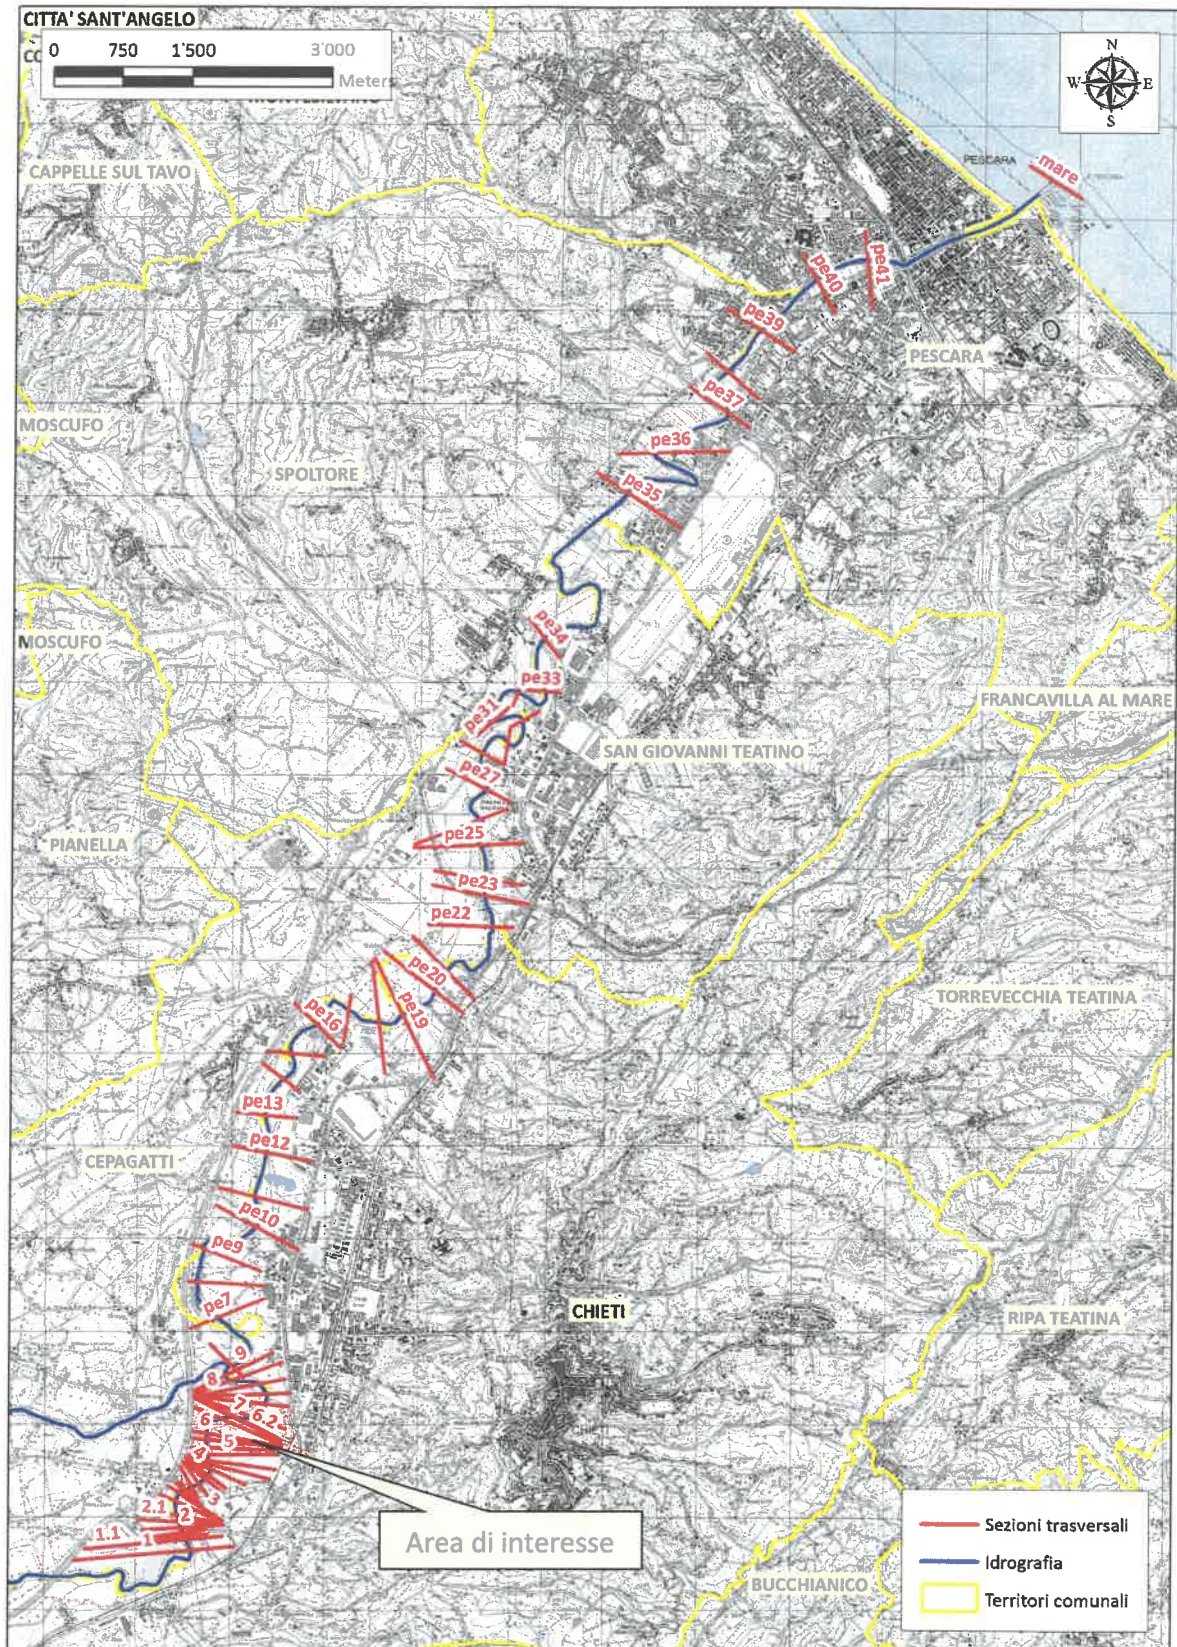 CITTA' SANT'ANGELO
0 750 1'500 3'000
Meters
N
W E
S
CAPPELLE SUL TAVO
PESCARA
mare
pe41
pe40
pe39
PESCARA
pe37
MOSCUFO
pe36
SPOLTORE
pe35
pe34
MOSCUFO
pe33
FRANCAVILLA AL MARE
pe31
SAN GIOVANNI TEATINO
pe27
PIANELLA
pe25
pe23
pe22
pe20
TORREVECCHIA TEATINA
pe19
pe16
pe13
pe12
CEPAGATTI
pe10
pe9
pe7
CHIETI
RIPA TEATINA
9
8
7
6.2
6
5
4
3
2.1
2
1.1
1
Area di interesse
BUCCHIANICO
Sezioni trasversali
Idrografia
Territori comunali